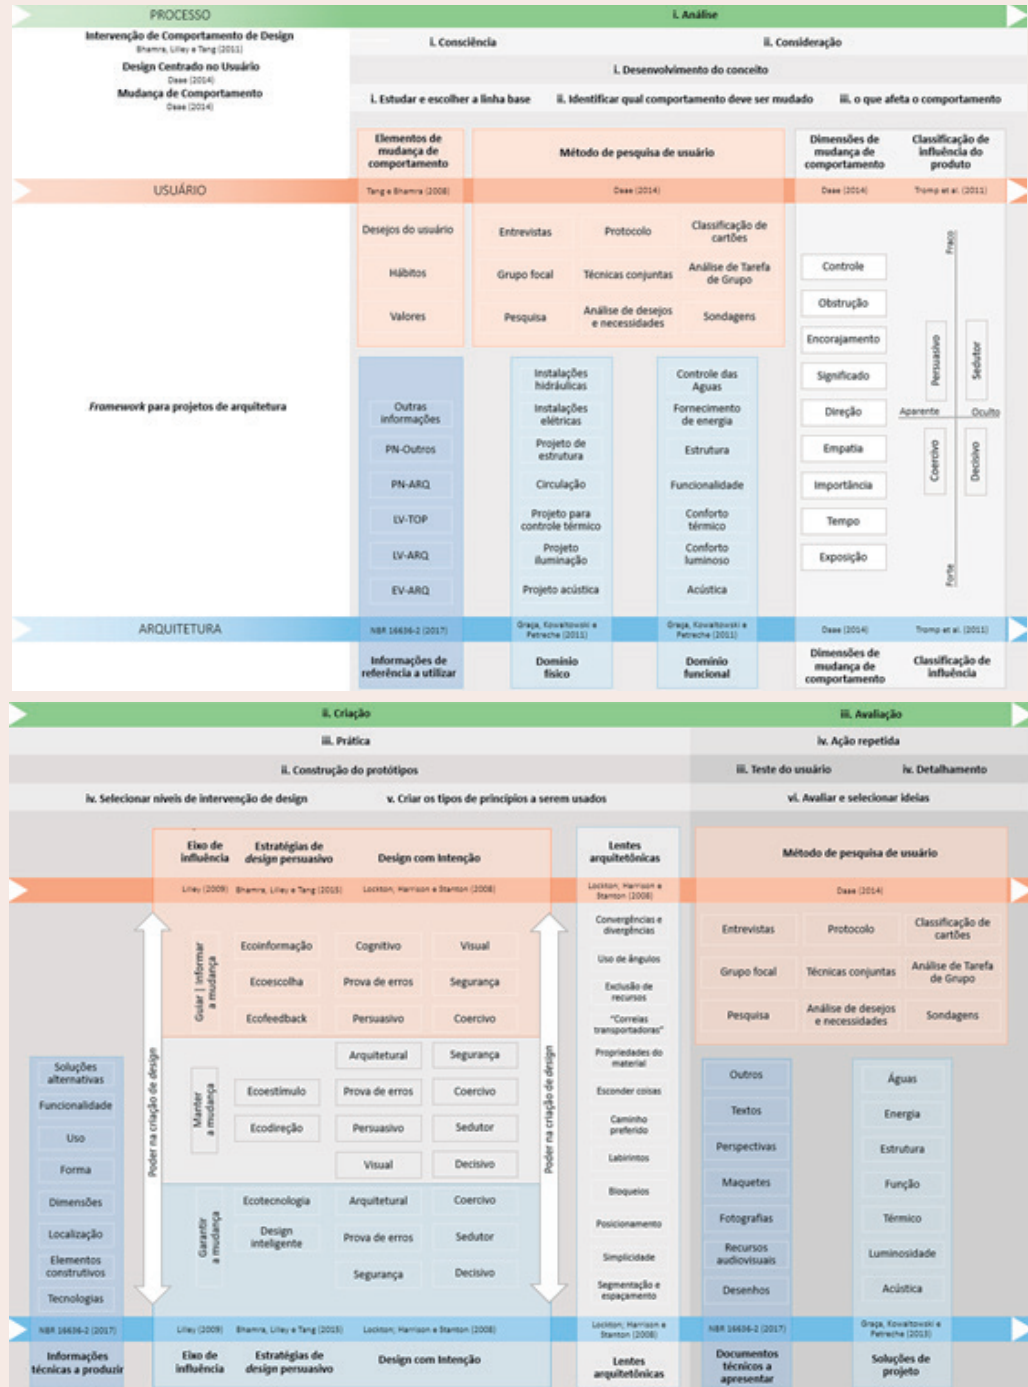 PROCESSO
i. Análise
Intervenção de Comportamento de Design
Bhamra, Lilley e Tang (2011)
i. Consciência
ii. Consideração
Design Centrado no Usuário
Daae (2014)
i. Desenvolvimento do conceito
Mudança de Comportamento
Daae (2014)
i. Estudar e escolher a linha base
ii. Identificar qual comportamento deve ser mudado
iii. o que afeta o comportamento
Elementos de
mudança de
comportamento
Método de pesquisa de usuário
Dimensões de
mudança de
comportamento
Classificação de
influência do
produto
USUÁRIO
Tang e Bhamra (2008)
Daae (2014)
Daae (2014)
Tromp et al. (2011)
Desejos do usuário
Hábitos
Valores
Entrevistas
Protocolo
Classificação de
cartões
Grupo focal
Técnicas conjuntas
Análise de Tarefa
de Grupo
Pesquisa
Análise de desejos
e necessidades
Sondagens
Controle
Obstrução
Encorajamento
Significado
Direção
Empatia
Importância
Tempo
Exposição
Fraco
Persuasivo
Sedutor
Aparente
Oculto
Coercivo
Decisivo
Forte
Framework para projetos de arquitetura
Outras
informações
PN-Outros
PN-ARQ
LV-TOP
LV-ARQ
EV-ARQ
Instalações
hidráulicas
Instalações
elétricas
Projeto de
estrutura
Circulação
Projeto para
controle térmico
Projeto
iluminação
Projeto acústica
Controle das
Aguas
Fornecimento
de energia
Estrutura
Funcionalidade
Conforto
térmico
Conforto
luminoso
Acústica
ARQUITETURA
NBR 16636-2 (2017)
Graça, Kowaltowski e
Petreche (2011)
Graça, Kowaltowski e
Petreche (2011)
Daae (2014)
Tromp et al. (2011)
Informações de
referência a utilizar
Domínio
físico
Domínio
funcional
Dimensões de
mudança de
comportamento
Classificação de
influência
ii. Criação
iii. Avaliação
iii. Prática
iv. Ação repetida
ii. Construção do protótipos
iii. Teste do usuário
iv. Detalhamento
iv. Selecionar níveis de intervenção de design
v. Criar os tipos de princípios a serem usados
vi. Avaliar e selecionar ideias
Eixo de
influência
Estratégias de
design persuasivo
Design com Intenção
Lentes
arquitetônicas
Método de pesquisa de usuário
Lilley (2009)
Bhamra, Lilley e Tang (2015)
Lockton; Harrison e Stanton (2008)
Lockton; Harrison e
Stanton (2008)
Daae (2014)
Poder na criação de design
Guiar | Informar
a mudança
Ecoinformação
Cognitivo
Visual
Ecoescolha
Prova de erros
Segurança
Ecofeedback
Persuasivo
Coercivo
Manter
a mudança
Arquitetural
Segurança
Ecoestímulo
Prova de erros
Coercivo
Ecodireção
Persuasivo
Sedutor
Visual
Decisivo
Garantir
a mudança
Ecotecnologia
Arquitetural
Coercivo
Design
inteligente
Prova de erros
Sedutor
Segurança
Decisivo
Poder na criação de design
Convergências e
divergências
Uso de ângulos
Exclusão de
recursos
"Correias
transportadoras"
Propriedades do
material
Esconder coisas
Caminho
preferido
Labirintos
Bloqueios
Posicionamento
Simplicidade
Segmentação e
espaçamento
Entrevistas
Protocolo
Classificação de
cartões
Grupo focal
Técnicas conjuntas
Análise de Tarefa
de Grupo
Pesquisa
Análise de desejos
e necessidades
Sondagens
Soluções
alternativas
Funcionalidade
Uso
Forma
Dimensões
Localização
Elementos
construtivos
Tecnologias
Outros
Textos
Perspectivas
Maquetes
Fotografias
Recursos
audiovisuais
Desenhos
Águas
Energia
Estrutura
Função
Térmico
Luminosidade
Acústica
NBR 16636-2 (2017)
Lilley (2009)
Bhamra, Lilley e Tang (2015)
Lockton; Harrison e Stanton (2008)
Lockton; Harrison e
Stanton (2008)
NBR 16636-2 (2017)
Graça, Kowaltowski e
Petreche (2013)
Informações
técnicas a produzir
Eixo de
influência
Estratégias de
design persuasivo
Design com Intenção
Lentes
arquitetônicas
Documentos
técnicos a
apresentar
Soluções de
projeto